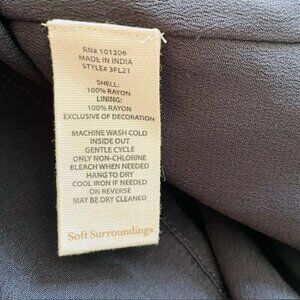 RN# 101206
MADE IN INDIA
STYLE# 3FL21
SHELL:
100% RAYON
LINING:
100% RAYON
EXCLUSIVE OF DECORATION
MACHINE WASH COLD
INSIDE OUT
GENTLE CYCLE
ONLY NON-CHLORINE
BLEACH WHEN NEEDED
HANG TO DRY
COOL IRON IF NEEDED
ON REVERSE
MAY BE DRY CLEANED
Soft Surroundings